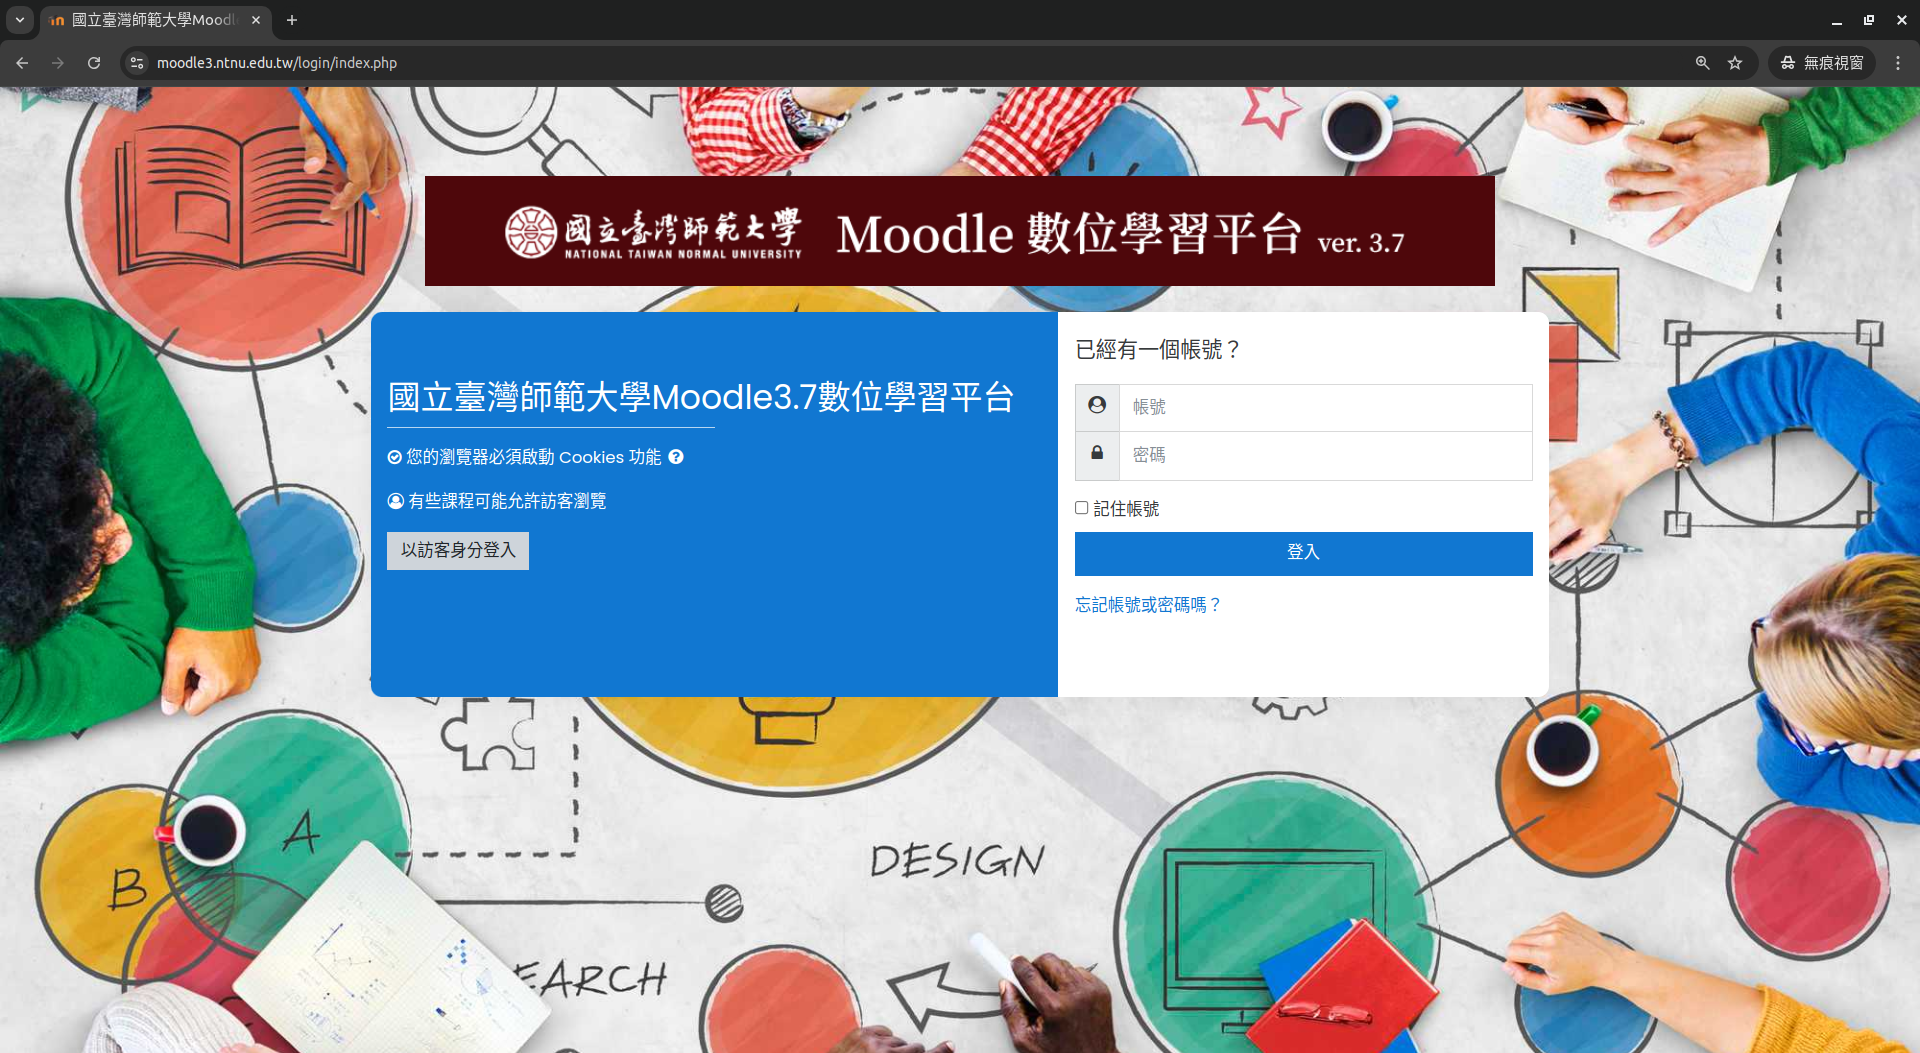 國立臺灣師範大學Mood
moodle3.ntnu.edu.tw/login/index.php
無痕視窗
國立臺灣師範大學 Moodle 數位學習平台 ver. 3.7
NATIONAL TAIWAN NORMAL UNIVERSITY
已經有一個帳號？
國立臺灣師範大學Moodle3.7數位學習平台
帳號
您的瀏覽器必須啟動 Cookies 功能
密碼
有些課程可能允許訪客瀏覽
記住帳號
以訪客身分登入
登入
忘記帳號或密碼嗎？
A
B
DESIGN
EARCH